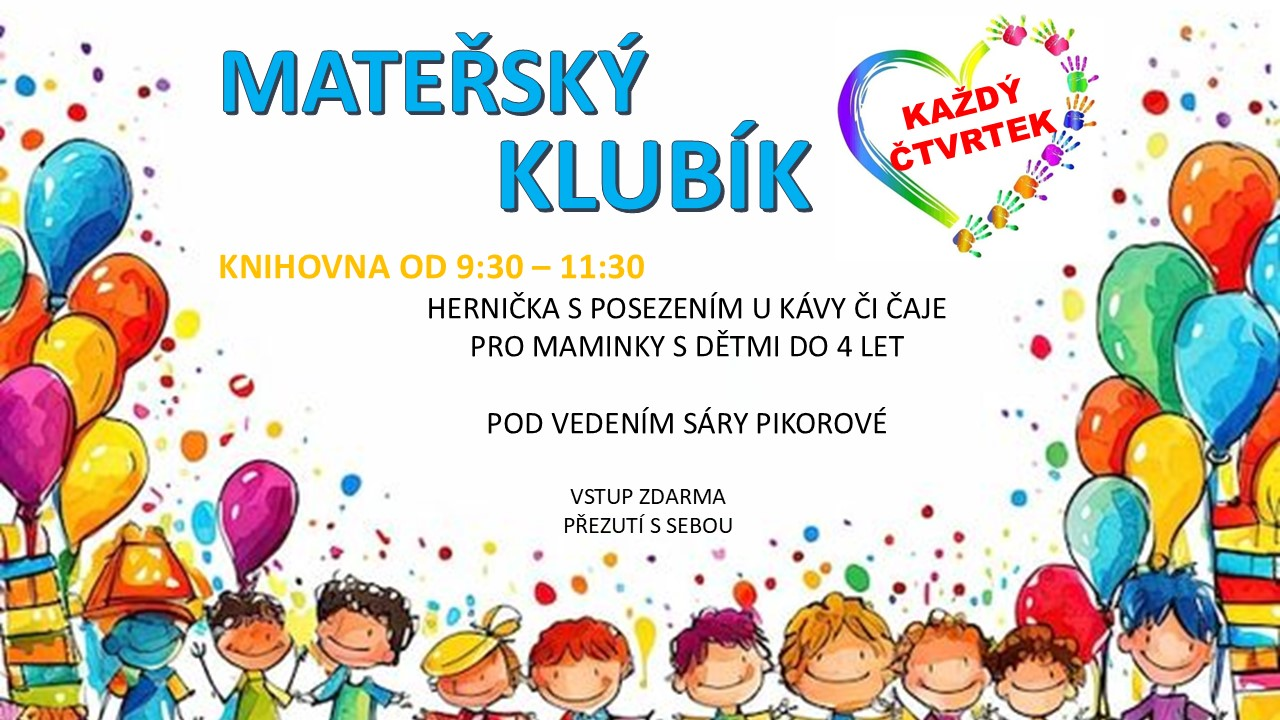 MATEŘSKÝ
KLUBÍK
KAŽDÝ
ČTVRTEK
KNIHOVNA OD 9:30 – 11:30
HERNIČKA S POSEZENÍM U KÁVY ČI ČAJE
PRO MAMINKY S DĚTMI DO 4 LET
POD VEDENÍM SÁRY PIKOROVÉ
VSTUP ZDARMA
PŘEZUTÍ S SEBOU